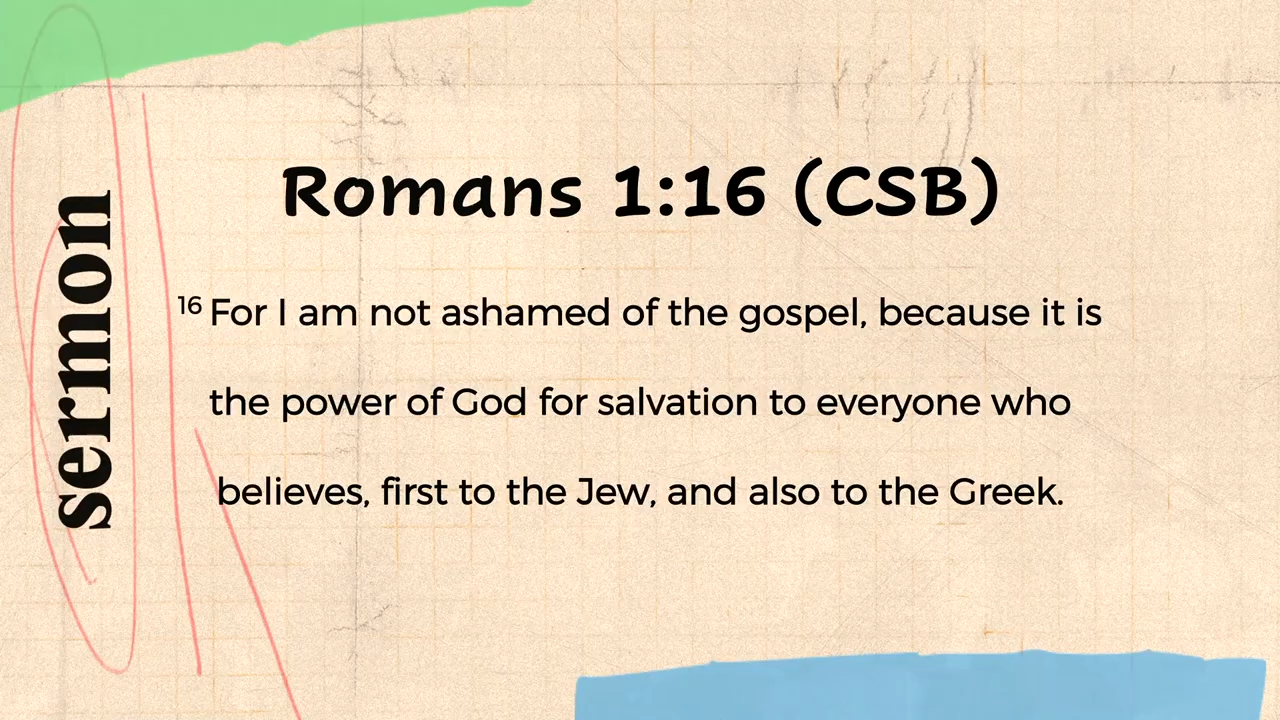 sermon
Romans 1:16 (CSB)
16 For I am not ashamed of the gospel, because it is
the power of God for salvation to everyone who
believes, first to the Jew, and also to the Greek.